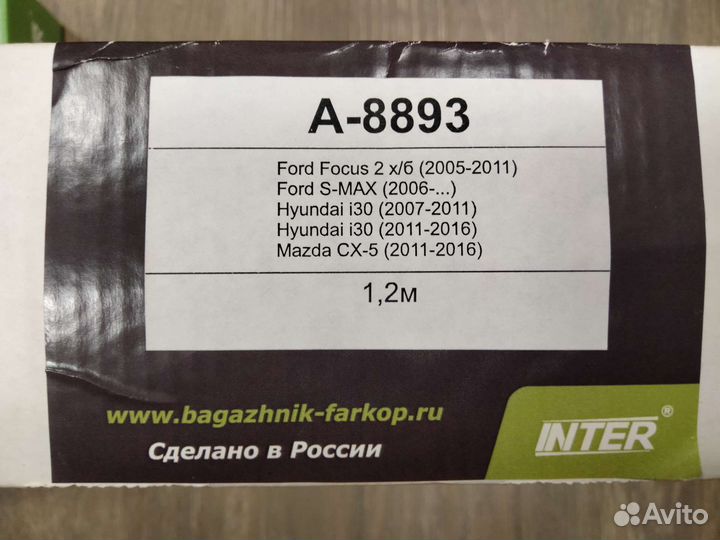 A-8893
Ford Focus 2 х/б (2005-2011)
Ford S-MAX (2006-...)
Hyundai i30 (2007-2011)
Hyundai i30 (2011-2016)
Mazda CX-5 (2011-2016)
1,2м
www.bagazhnik-farkop.ru
Сделано в России
INTER®
Avito